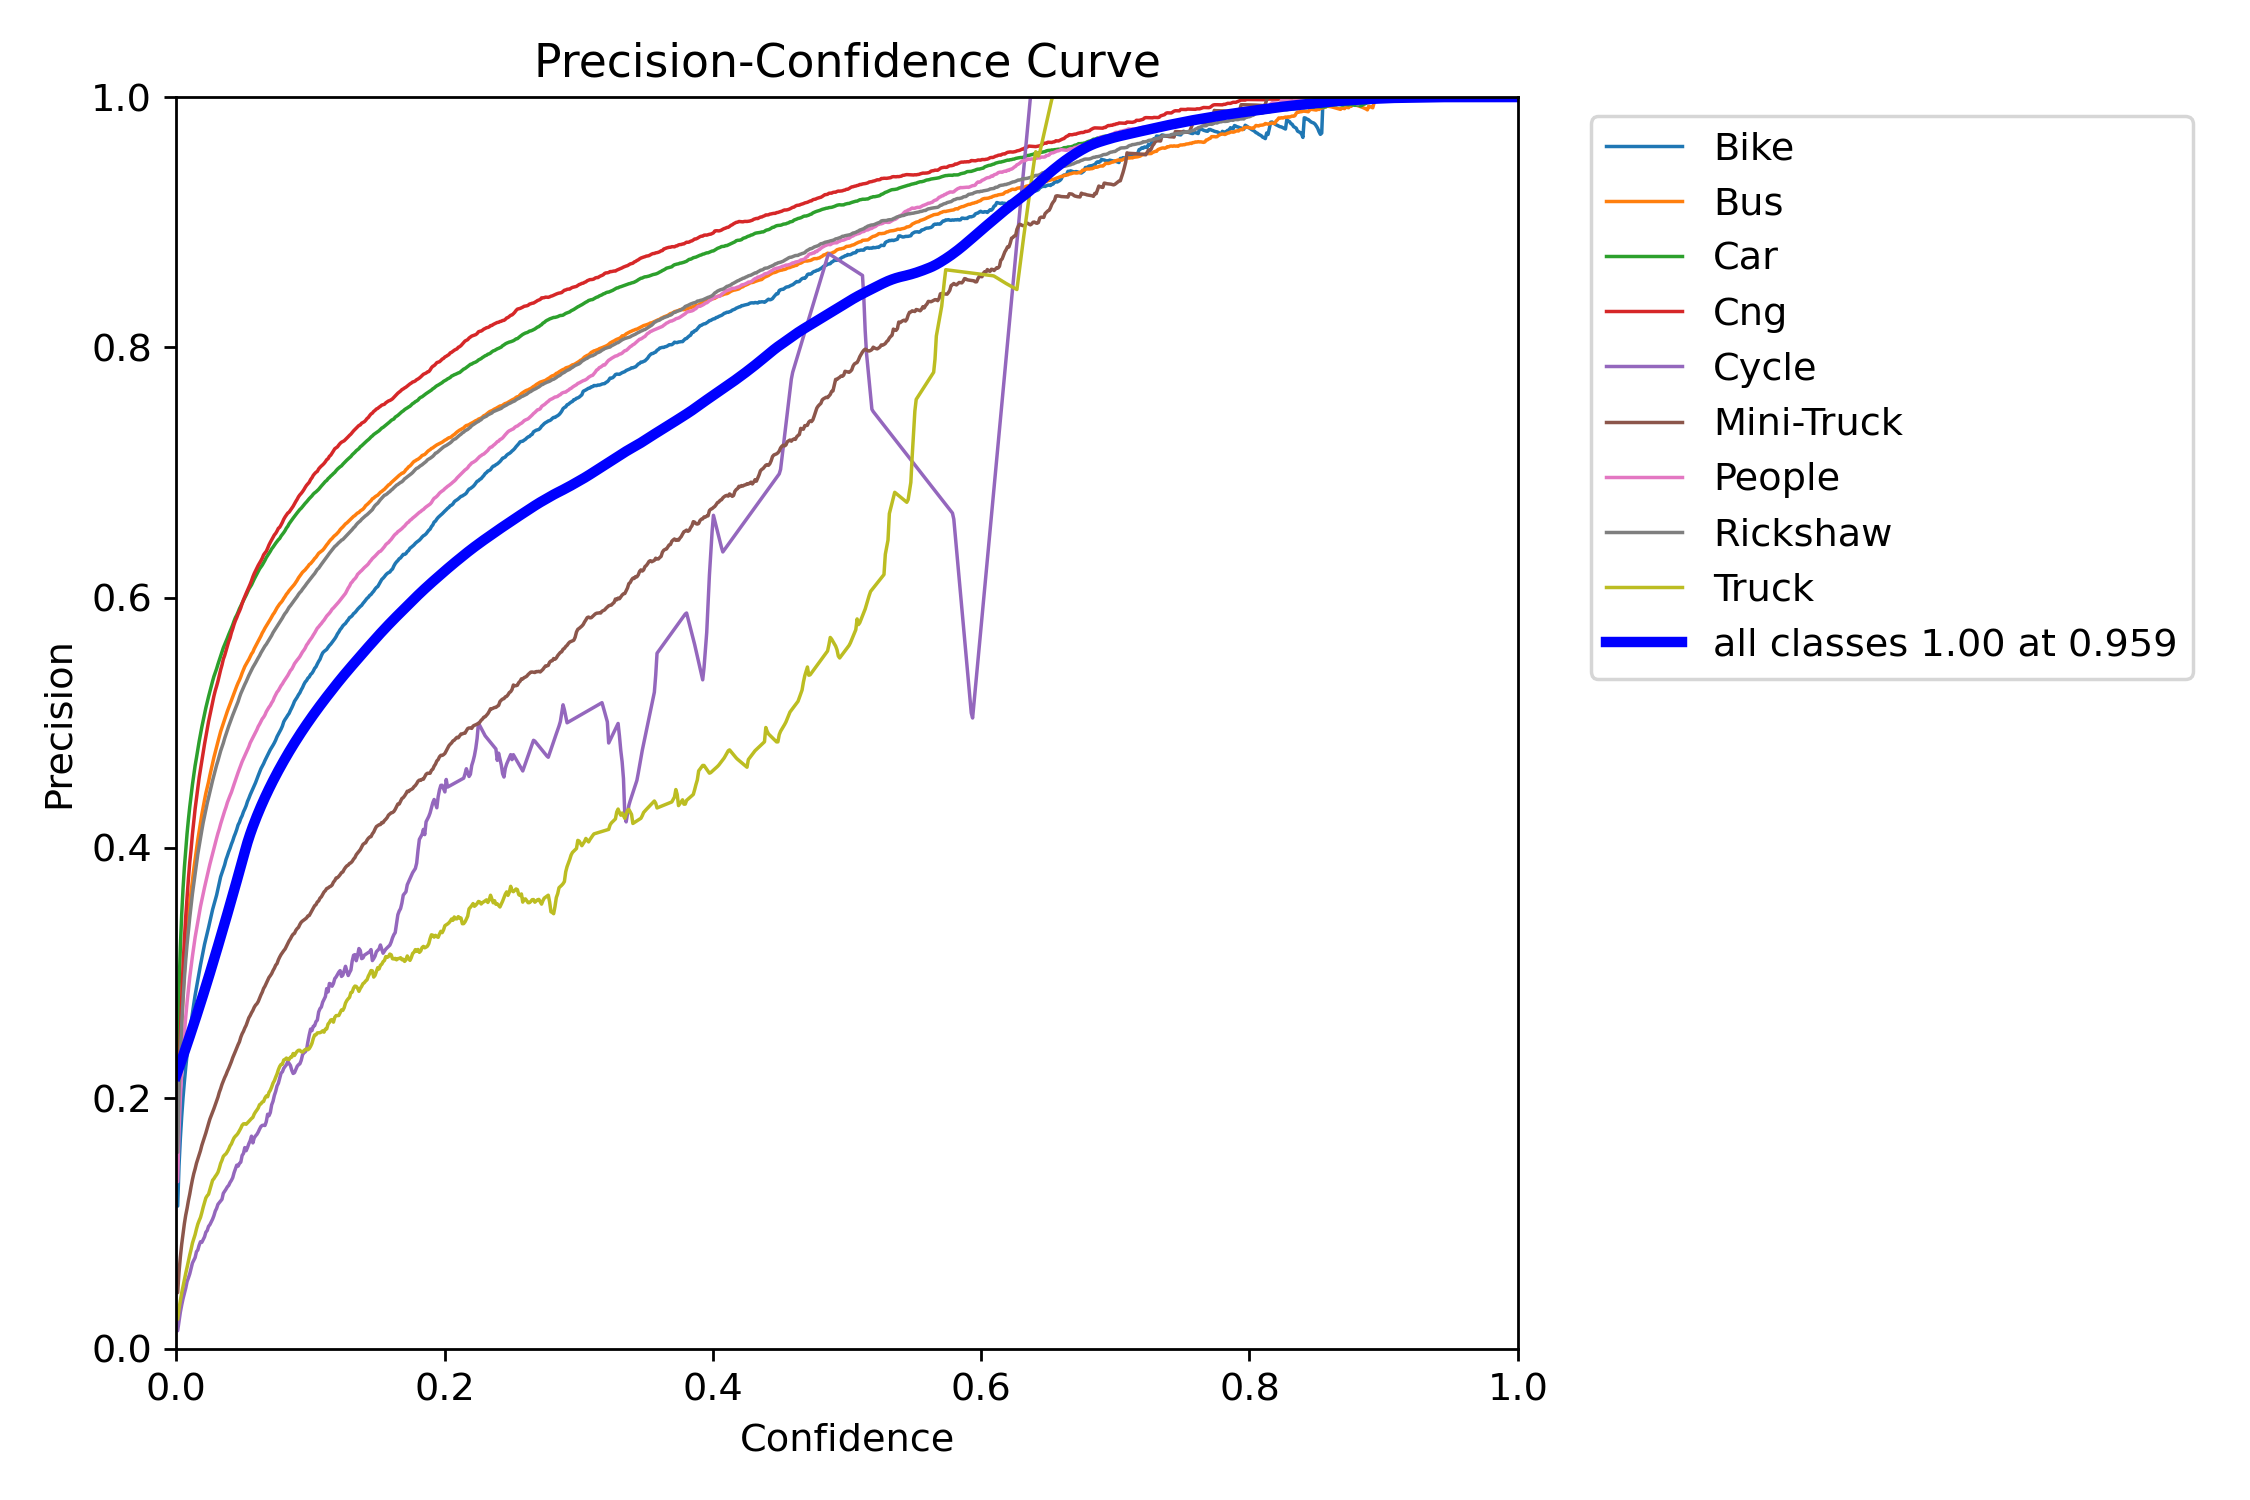 Precision-Confidence Curve
1.0
0.8
0.6
0.4
0.2
0.0
Precision
0.0 0.2 0.4 0.6 0.8 1.0
Confidence
Bike
Bus
Car
Cng
Cycle
Mini-Truck
People
Rickshaw
Truck
all classes 1.00 at 0.959